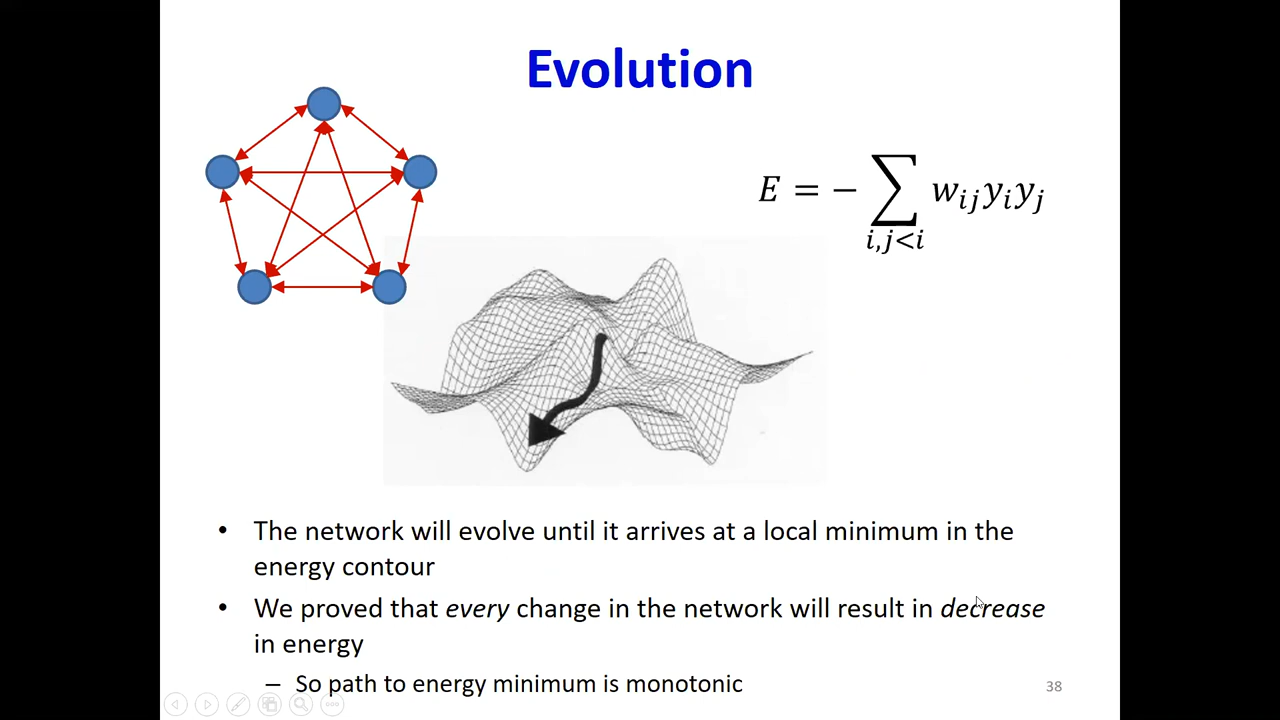 Evolution
E = − ∑ w_{ij} y_i y_j
i,j<i
• The network will evolve until it arrives at a local minimum in the
energy contour
• We proved that every change in the network will result in decrease
in energy
– So path to energy minimum is monotonic
38